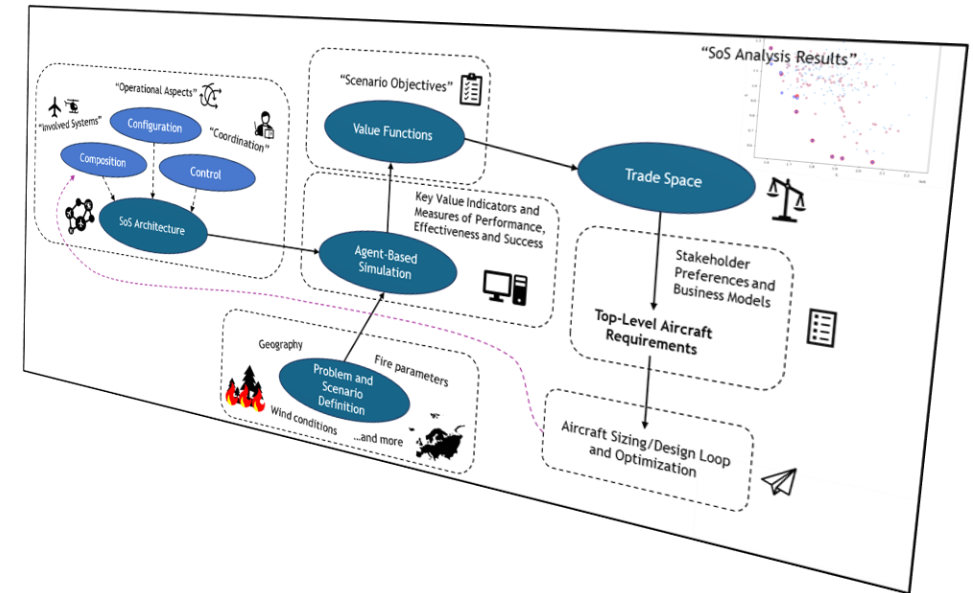 "SoS Analysis Results"
"Operational Aspects"
"Involved Systems"
Configuration
"Coordination"
Composition
Control
SoS Architecture
"Scenario Objectives"
Value Functions
Key Value Indicators and
Measures of Performance,
Effectiveness and Success
Agent-Based
Simulation
Geography
Fire parameters
Problem and
Scenario
Definition
Wind conditions
...and more
Trade Space
Stakeholder
Preferences and
Business Models
Top-Level Aircraft
Requirements
Aircraft Sizing/Design Loop
and Optimization